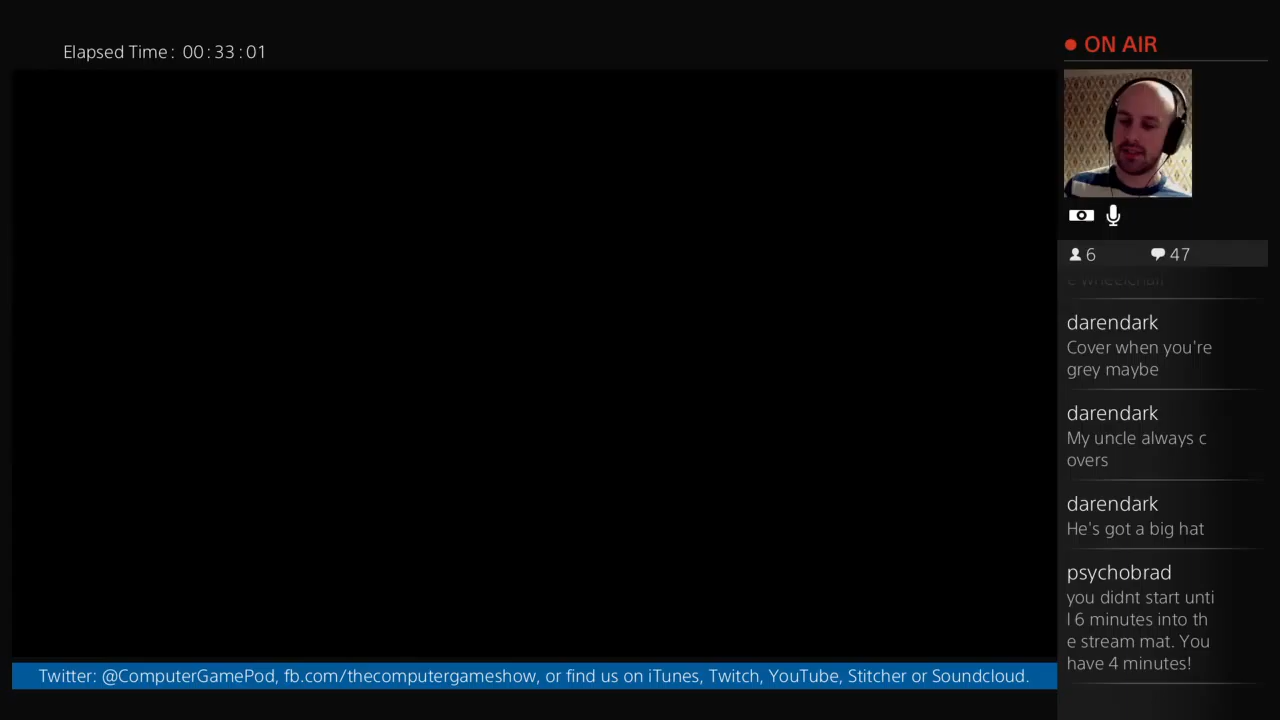 Elapsed Time: 00:33:01
ON AIR
6 47
e wheelchair
darendark
Cover when you're
grey maybe
darendark
My uncle always c
overs
darendark
He's got a big hat
psychobrad
you didnt start unti
l 6 minutes into th
e stream mat. You
have 4 minutes!
Twitter: @ComputerGamePod, fb.com/thecomputergameshow, or find us on iTunes, Twitch, YouTube, Stitcher or Soundcloud.